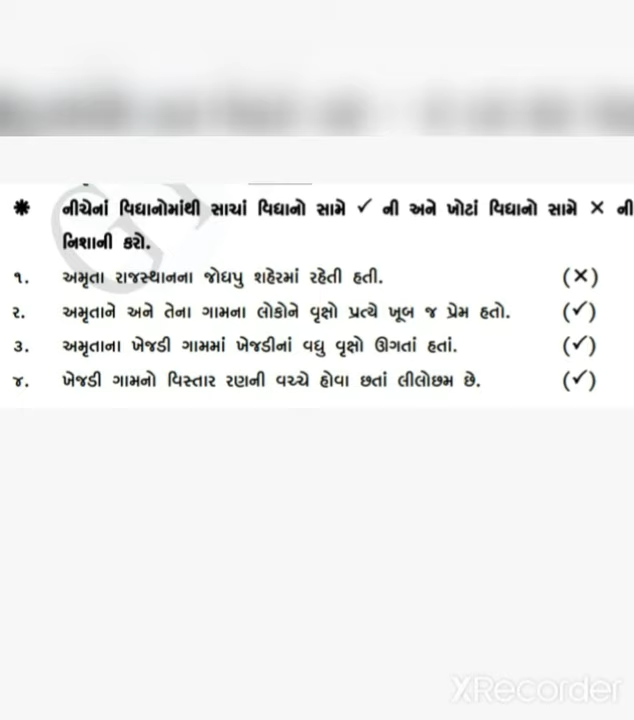 * નીચેનાં વિધાનોમાંથી સાચાં વિધાનો સામે ✓ ની અને ખોટાં વિધાનો સામે × ની
નિશાની કરો.
૧. અમૃતા રાજસ્થાનના જોધપુ શહેરમાં રહેતી હતી. (×)
૨. અમૃતાને અને તેના ગામના લોકોને વૃક્ષો પ્રત્યે ખૂબ જ પ્રેમ હતો. (✓)
૩. અમૃતાના ખેજડી ગામમાં ખેજડીનાં વધુ વૃક્ષો ઊગતાં હતાં. (✓)
૪. ખેજડી ગામનો વિસ્તાર રણની વચ્ચે હોવા છતાં લીલોછમ છે. (✓)
XRecorder